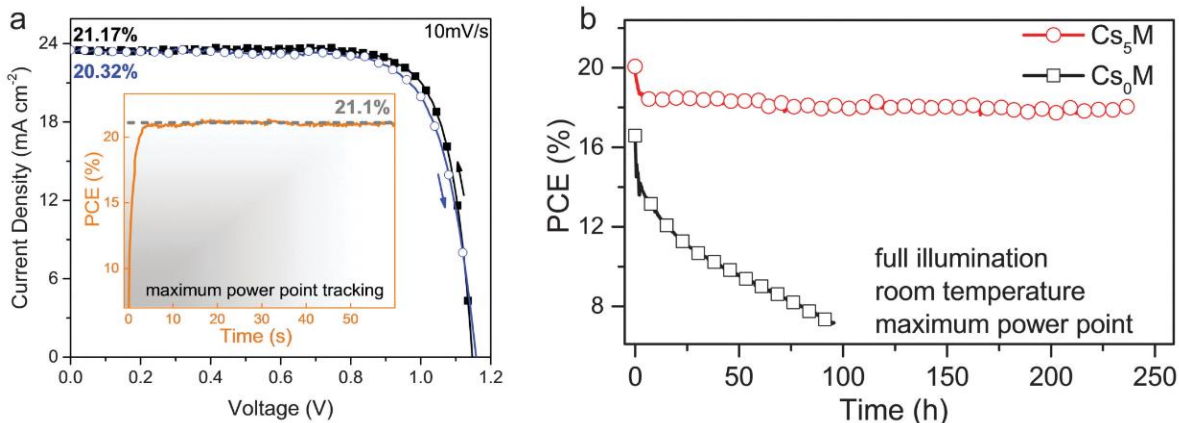 a
21.17%
20.32%
10mV/s
24
18
12
6
0
0.0
0.2
0.4
0.6
0.8
1.0
1.2
Current Density (mA cm⁻²)
Voltage (V)
21.1%
20
15
10
PCE (%)
maximum power point tracking
0
10
20
30
40
50
Time (s)
b
Cs₅M
Cs₀M
20
16
12
8
PCE (%)
full illumination
room temperature
maximum power point
0
50
100
150
200
250
Time (h)